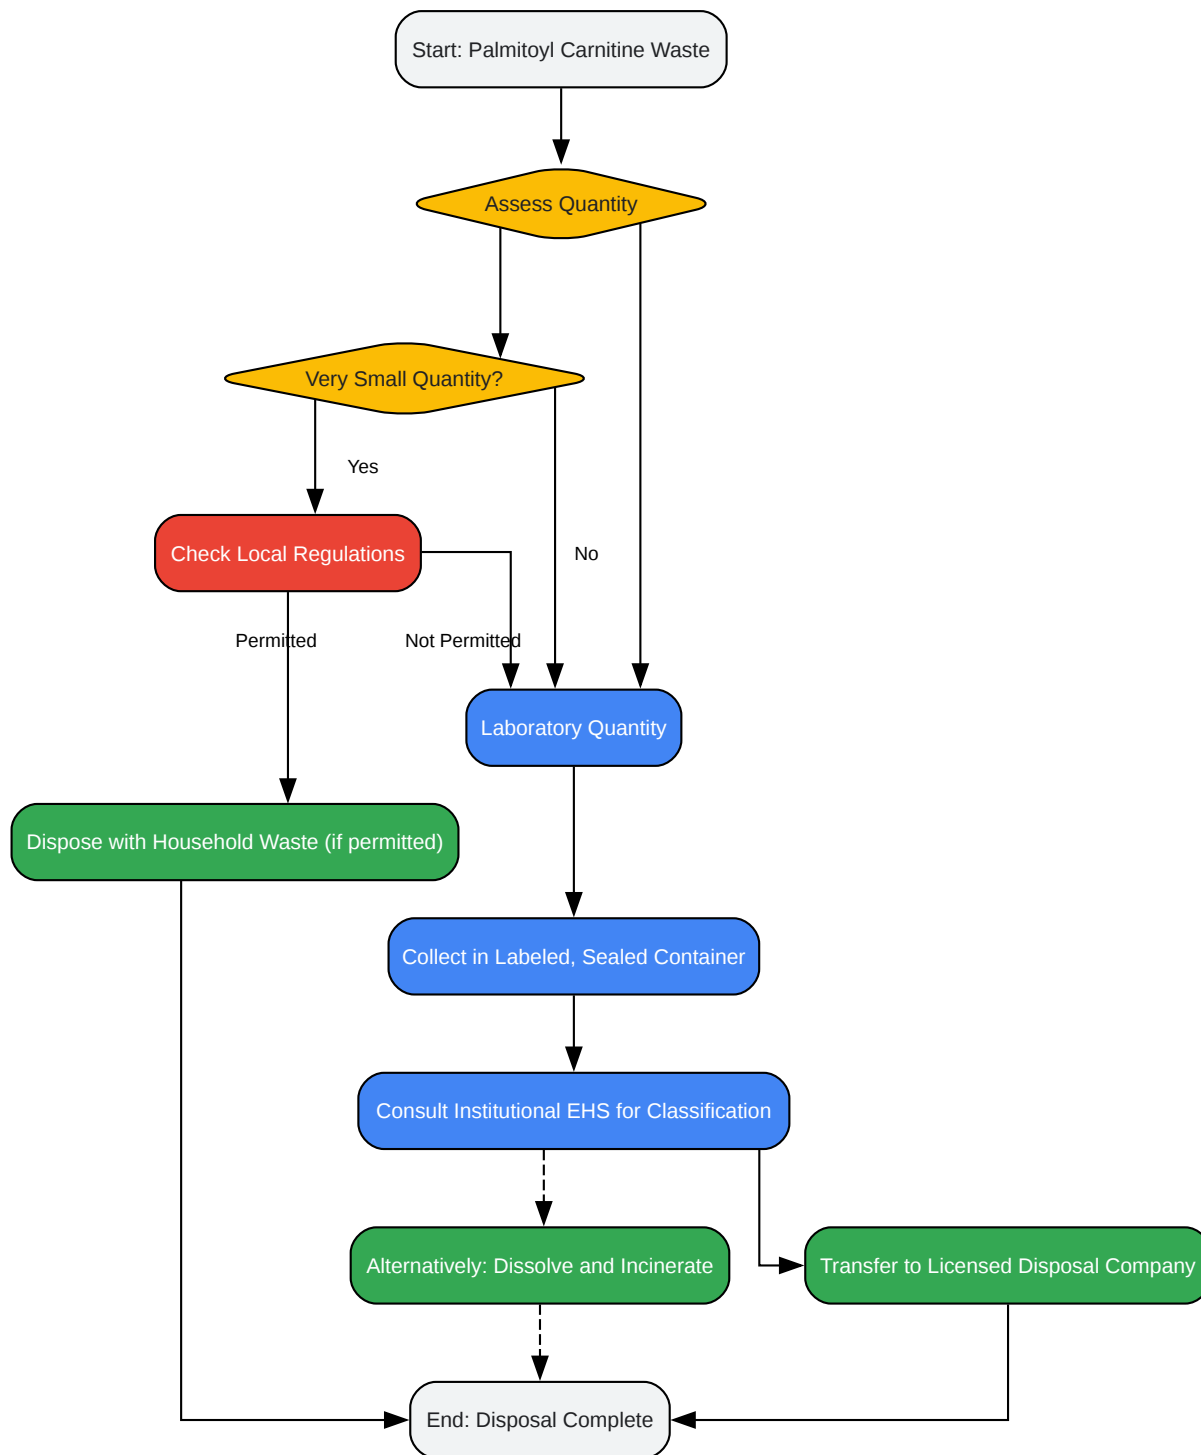 Start: Palmitoyl Carnitine Waste
Assess Quantity
Very Small Quantity?
Yes
Check Local Regulations
No
Permitted
Not Permitted
Laboratory Quantity
Dispose with Household Waste (if permitted)
Collect in Labeled, Sealed Container
Consult Institutional EHS for Classification
Alternatively: Dissolve and Incinerate
Transfer to Licensed Disposal Company
End: Disposal Complete